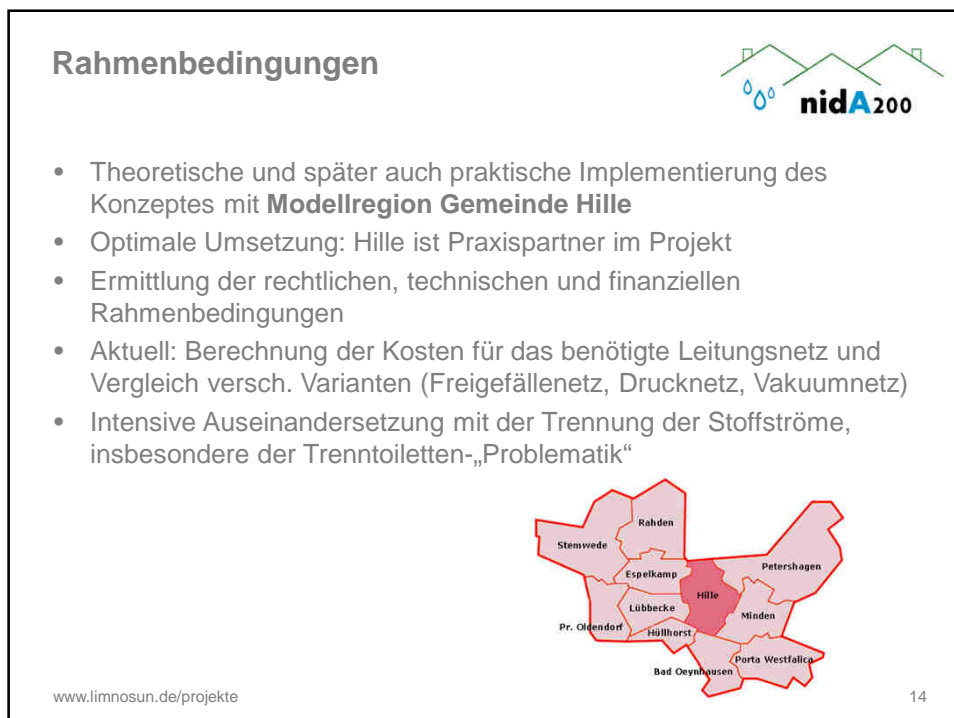 Rahmenbedingungen
nidA200
• Theoretische und später auch praktische Implementierung des
Konzeptes mit Modellregion Gemeinde Hille
• Optimale Umsetzung: Hille ist Praxispartner im Projekt
• Ermittlung der rechtlichen, technischen und finanziellen
Rahmenbedingungen
• Aktuell: Berechnung der Kosten für das benötigte Leitungsnetz und
Vergleich versch. Varianten (Freigefällenetz, Drucknetz, Vakuumnetz)
• Intensive Auseinandersetzung mit der Trennung der Stoffströme,
insbesondere der Trenntoiletten-„Problematik“
Rahden
Stemwede
Petershagen
Espelkamp
Hille
Lübbecke
Minden
Pr. Oldendorf
Hüllhorst
Porta Westfalica
Bad Oeynhausen
www.limnosun.de/projekte
14